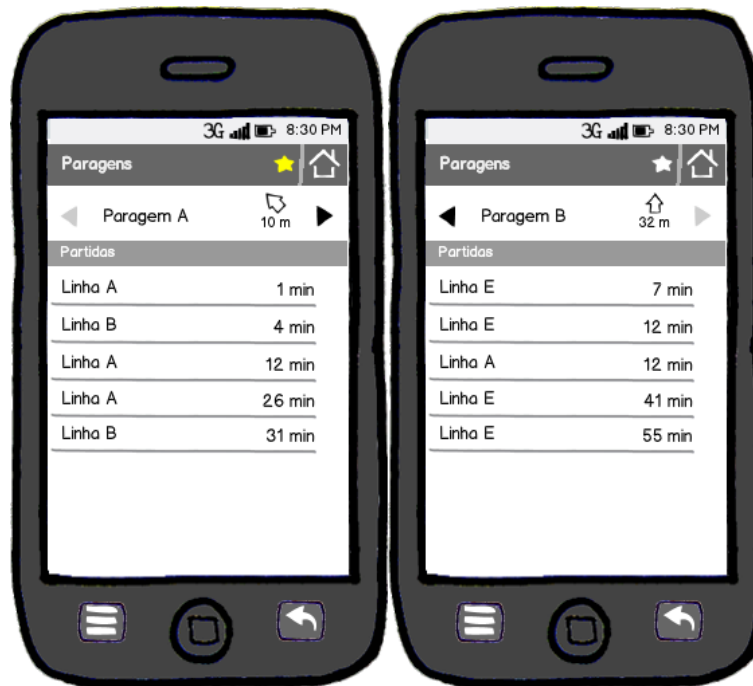 3G 8:30 PM
Paragens
Paragem A 10 m
Partidas
Linha A 1 min
Linha B 4 min
Linha A 12 min
Linha A 26 min
Linha B 31 min
3G 8:30 PM
Paragens
Paragem B 32 m
Partidas
Linha E 7 min
Linha E 12 min
Linha A 12 min
Linha E 41 min
Linha E 55 min